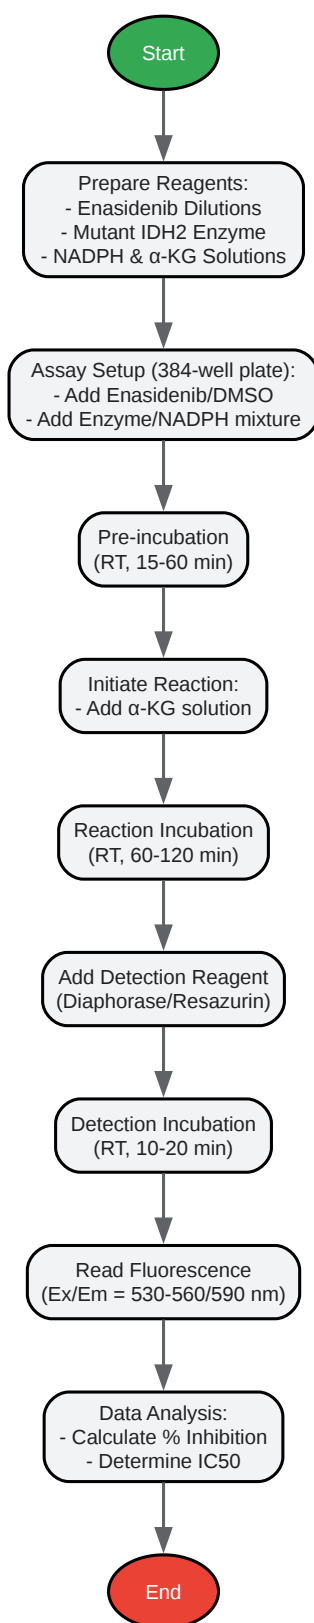 Start
Prepare Reagents:
- Enasidenib Dilutions
- Mutant IDH2 Enzyme
- NADPH & α-KG Solutions
Assay Setup (384-well plate):
- Add Enasidenib/DMSO
- Add Enzyme/NADPH mixture
Pre-incubation
(RT, 15-60 min)
Initiate Reaction:
- Add α-KG solution
Reaction Incubation
(RT, 60-120 min)
Add Detection Reagent
(Diaphorase/Resazurin)
Detection Incubation
(RT, 10-20 min)
Read Fluorescence
(Ex/Em = 530-560/590 nm)
Data Analysis:
- Calculate % Inhibition
- Determine IC50
End